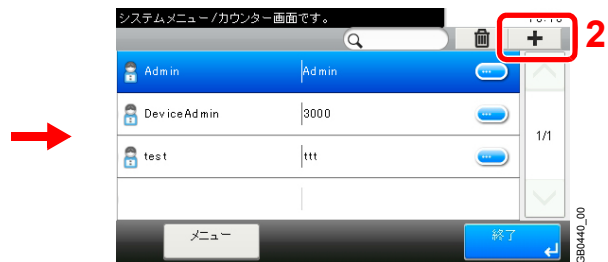 システムメニュー/カウンター画面です。
2
Admin Admin
DeviceAdmin 3000
1/1
test ttt
メニュー 終了
GB0440_00